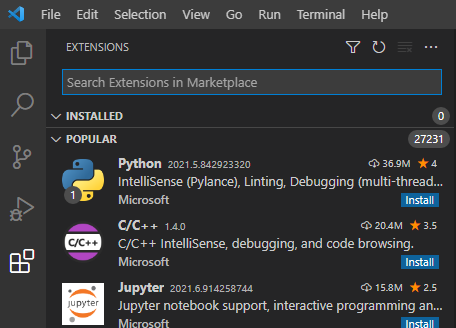 File Edit Selection View Go Run Terminal Help
EXTENSIONS
Search Extensions in Marketplace
INSTALLED 0
POPULAR 27231
Python 2021.5.842923320 36.9M 4
IntelliSense (Pylance), Linting, Debugging (multi-thread...
1
Microsoft Install
C/C++ C/C++ 1.4.0 20.4M 3.5
C/C++ IntelliSense, debugging, and code browsing.
Microsoft Install
Jupyter 2021.6.914258744 15.8M 2.5
jupyter Jupyter notebook support, interactive programming an...
Microsoft Install